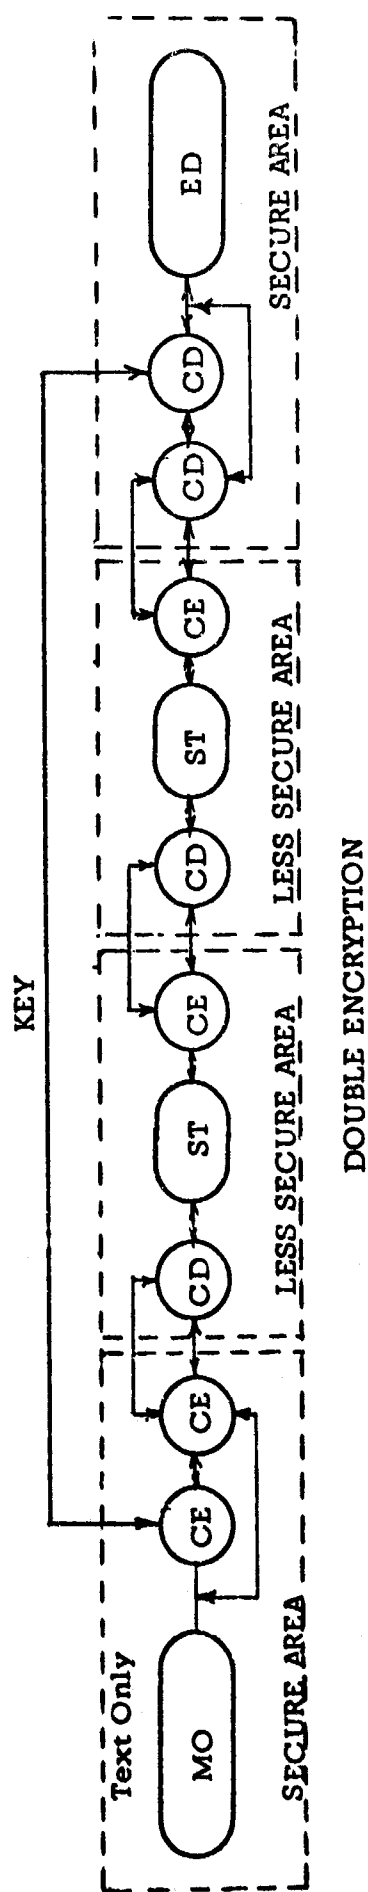 KEY
Text Only
MO
CE
CE
CD
ST
CE
CD
ST
CE
CD
CD
ED
SECURE AREA
LESS SECURE AREA
LESS SECURE AREA
SECURE AREA
DOUBLE ENCRYPTION